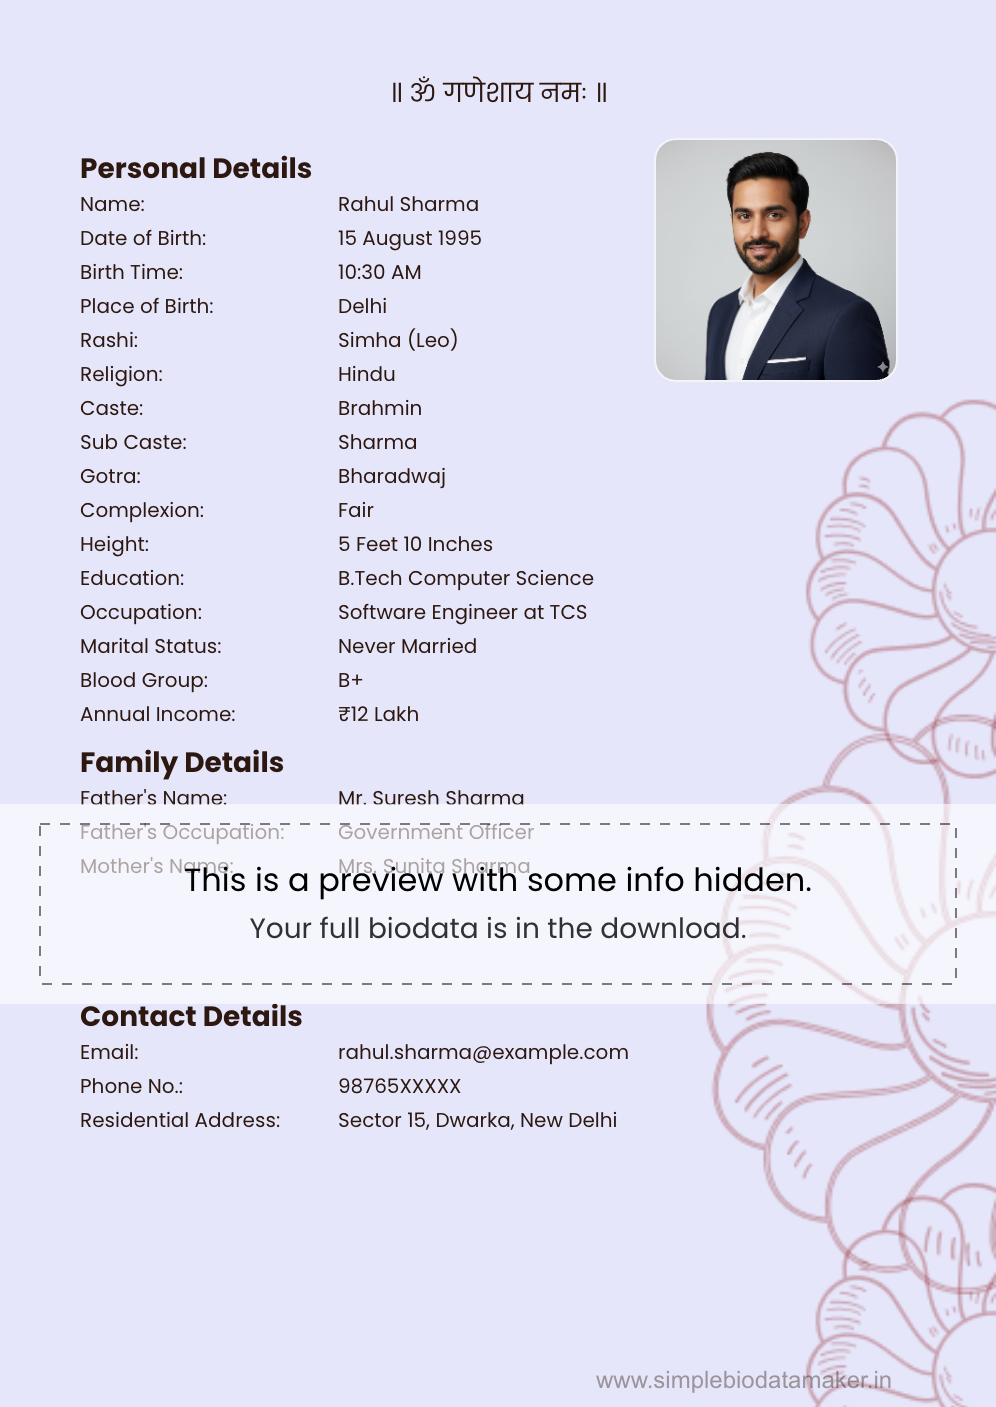 ॥ ॐ गणेशाय नमः ॥
Personal Details
Name: Rahul Sharma
Date of Birth: 15 August 1995
Birth Time: 10:30 AM
Place of Birth: Delhi
Rashi: Simha (Leo)
Religion: Hindu
Caste: Brahmin
Sub Caste: Sharma
Gotra: Bharadwaj
Complexion: Fair
Height: 5 Feet 10 Inches
Education: B.Tech Computer Science
Occupation: Software Engineer at TCS
Marital Status: Never Married
Blood Group: B+
Annual Income: ₹12 Lakh
Family Details
Father's Name: Mr. Suresh Sharma
Father's Occupation: Government Officer
Mother's Name: Mrs. Sunita Sharma
This is a preview with some info hidden.
Your full biodata is in the download.
Contact Details
Email: rahul.sharma@example.com
Phone No.: 98765XXXXX
Residential Address: Sector 15, Dwarka, New Delhi
www.simplebiodatamaker.in